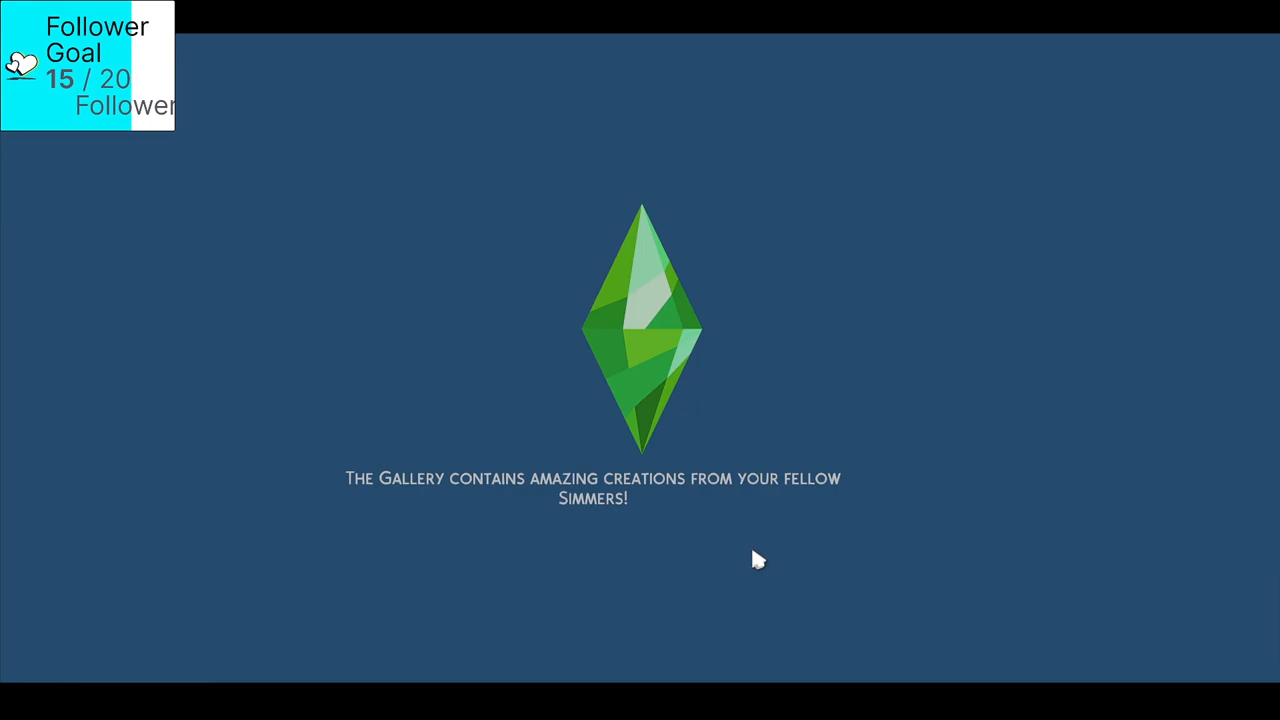 Follower
Goal
15 / 20
Follower
The Gallery contains amazing creations from your fellow
Simmers!